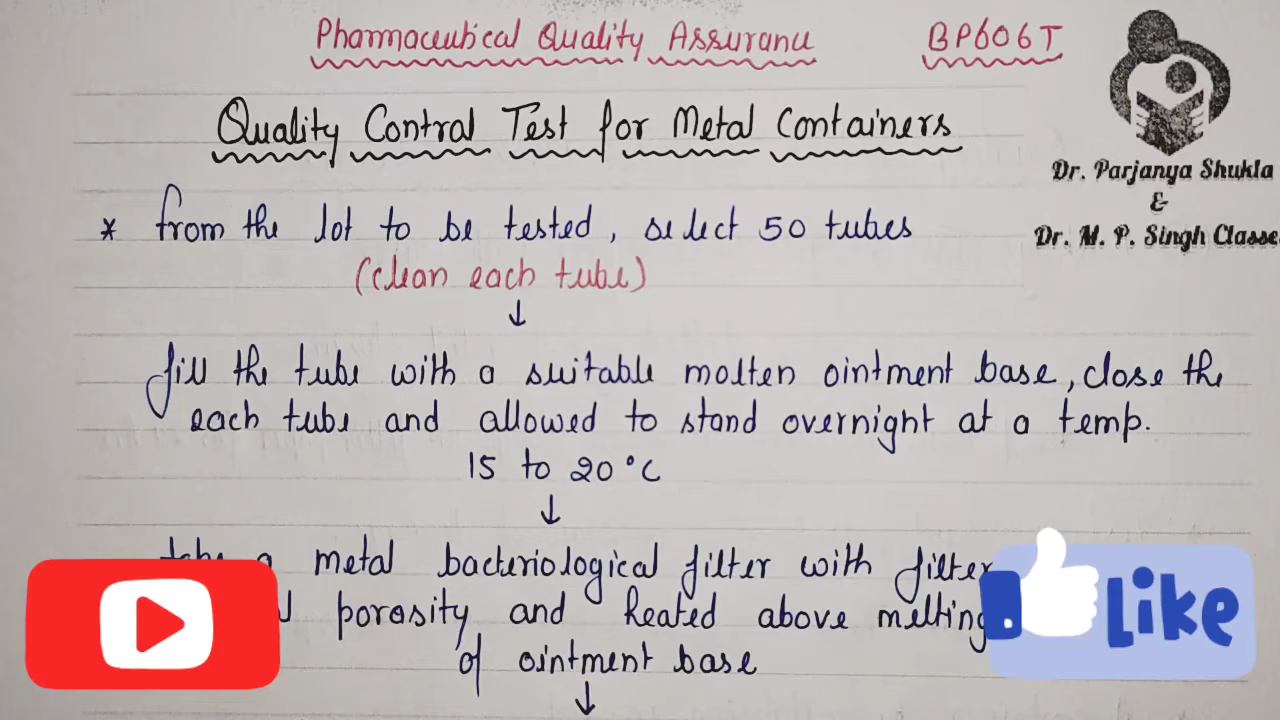 Pharmaceutical Quality Assurance BP606T
Quality Control Test for Metal Containers
Dr. Parjanya Shukla
&
Dr. M. P. Singh Classe
* from the lot to be tested, select 50 tubes
(clean each tube)
↓
fill the tube with a suitable molten ointment base, close the
each tube and allowed to stand overnight at a temp.
15 to 20°C
↓
a metal bacteriological filter with filter
porosity and heated above melting
of ointment base
↓
Like